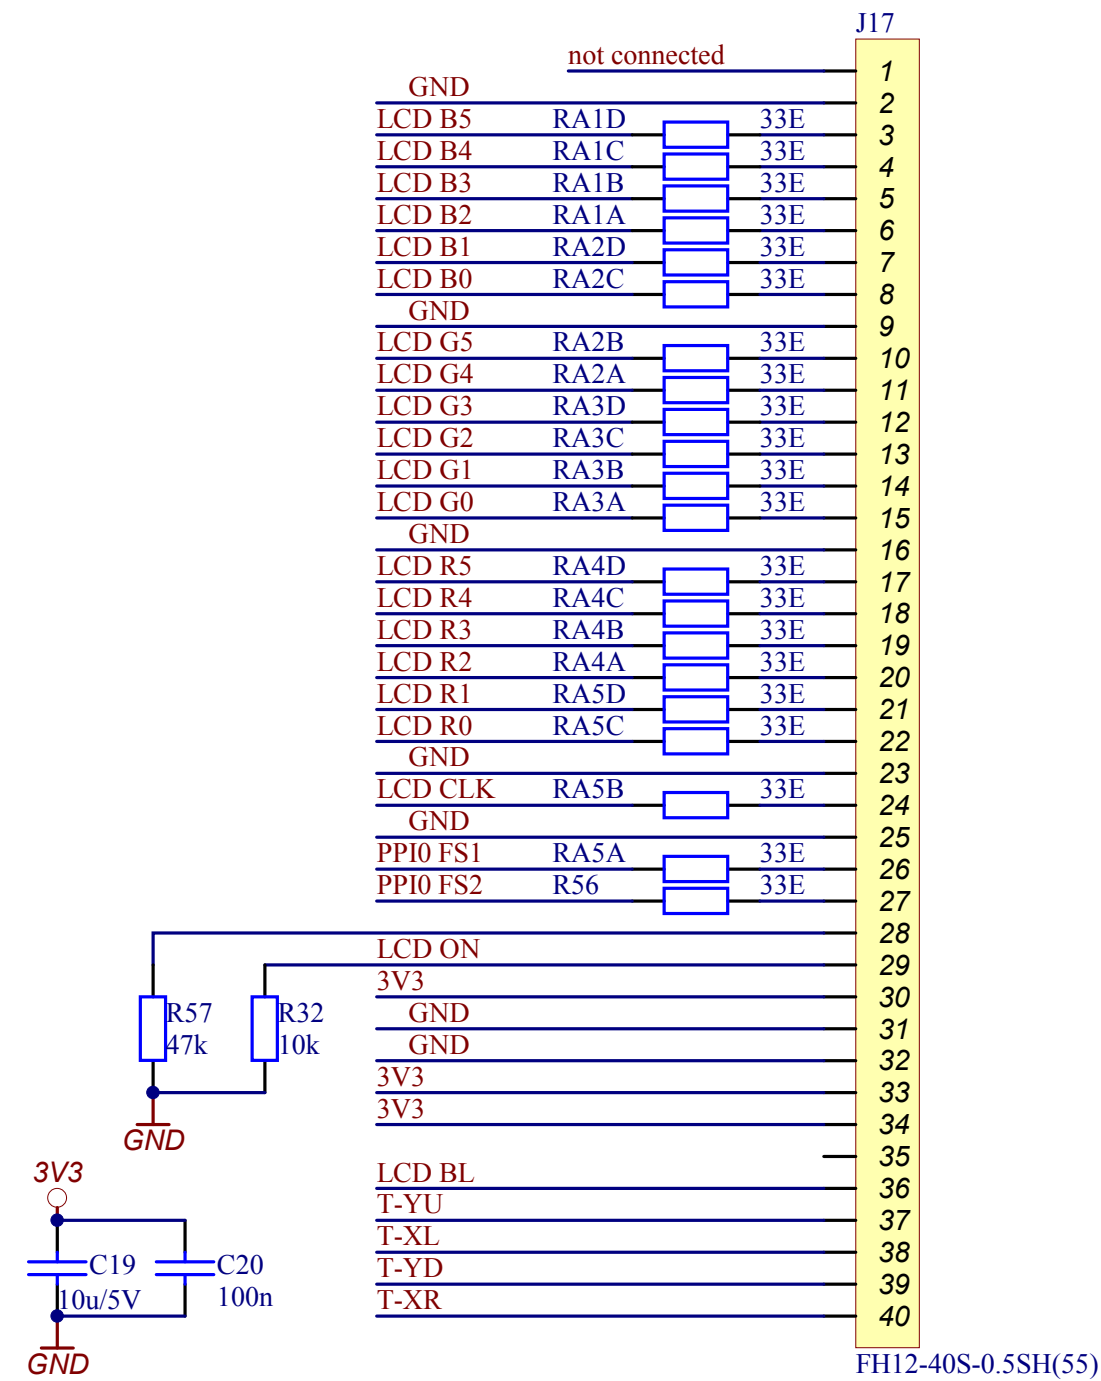 J17
not connected 1
GND 2
LCD B5 RA1D 33E 3
LCD B4 RA1C 33E 4
LCD B3 RA1B 33E 5
LCD B2 RA1A 33E 6
LCD B1 RA2D 33E 7
LCD B0 RA2C 33E 8
GND 9
LCD G5 RA2B 33E 10
LCD G4 RA2A 33E 11
LCD G3 RA3D 33E 12
LCD G2 RA3C 33E 13
LCD G1 RA3B 33E 14
LCD G0 RA3A 33E 15
GND 16
LCD R5 RA4D 33E 17
LCD R4 RA4C 33E 18
LCD R3 RA4B 33E 19
LCD R2 RA4A 33E 20
LCD R1 RA5D 33E 21
LCD R0 RA5C 33E 22
GND 23
LCD CLK RA5B 33E 24
GND 25
PPI0 FS1 RA5A 33E 26
PPI0 FS2 R56 33E 27
28
LCD ON 29
3V3 30
R57 R32 GND 31
47k 10k GND 32
3V3 33
3V3 34
GND
35
3V3 LCD BL 36
T-YU 37
T-XL 38
C19 C20 T-YD 39
10u/5V 100n T-XR 40
GND
FH12-40S-0.5SH(55)